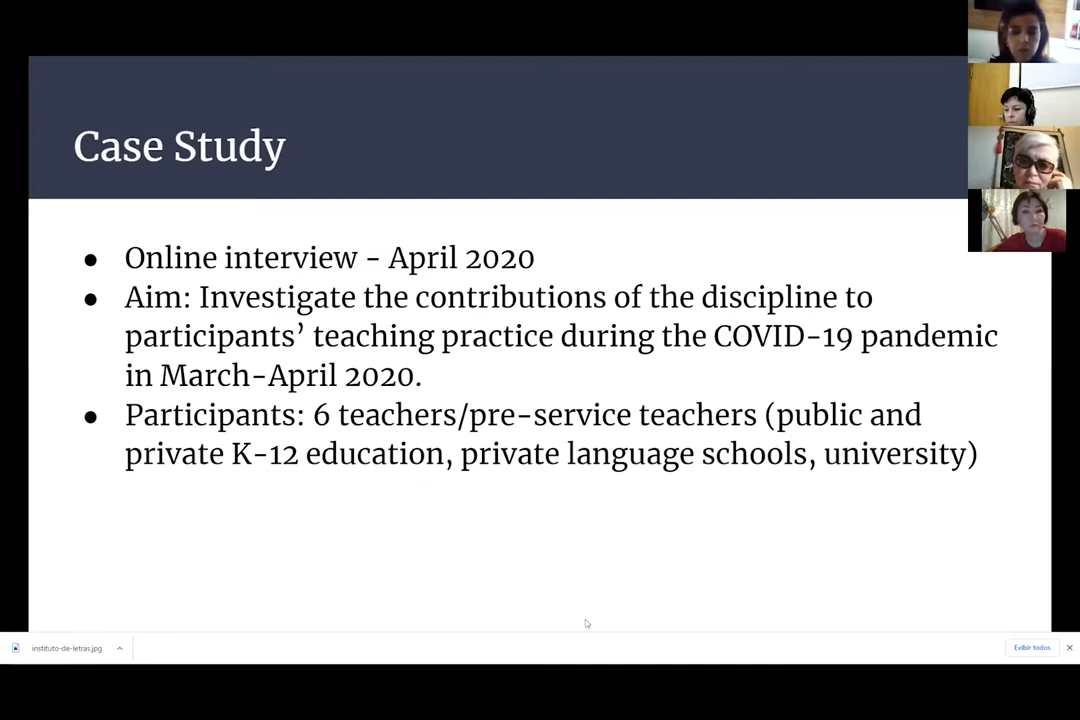 Case Study
● Online interview - April 2020
● Aim: Investigate the contributions of the discipline to
participants’ teaching practice during the COVID-19 pandemic
in March-April 2020.
● Participants: 6 teachers/pre-service teachers (public and
private K-12 education, private language schools, university)
instituto-de-letras.jpg
Exibir todos